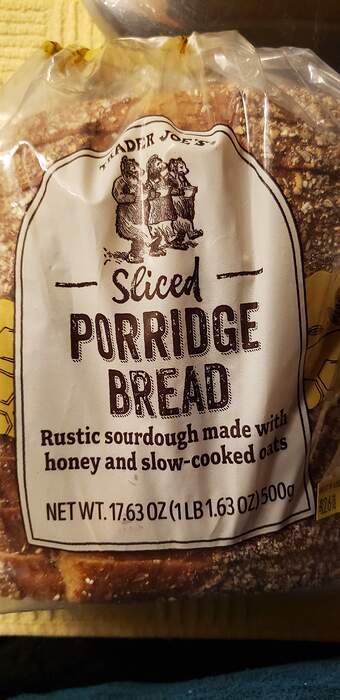 TRADER JOE'S
Sliced
PORRIDGE
BREAD
Rustic sourdough made with
honey and slow-cooked oats
NET WT. 17.63 OZ (1 LB 1.63 OZ) 500g